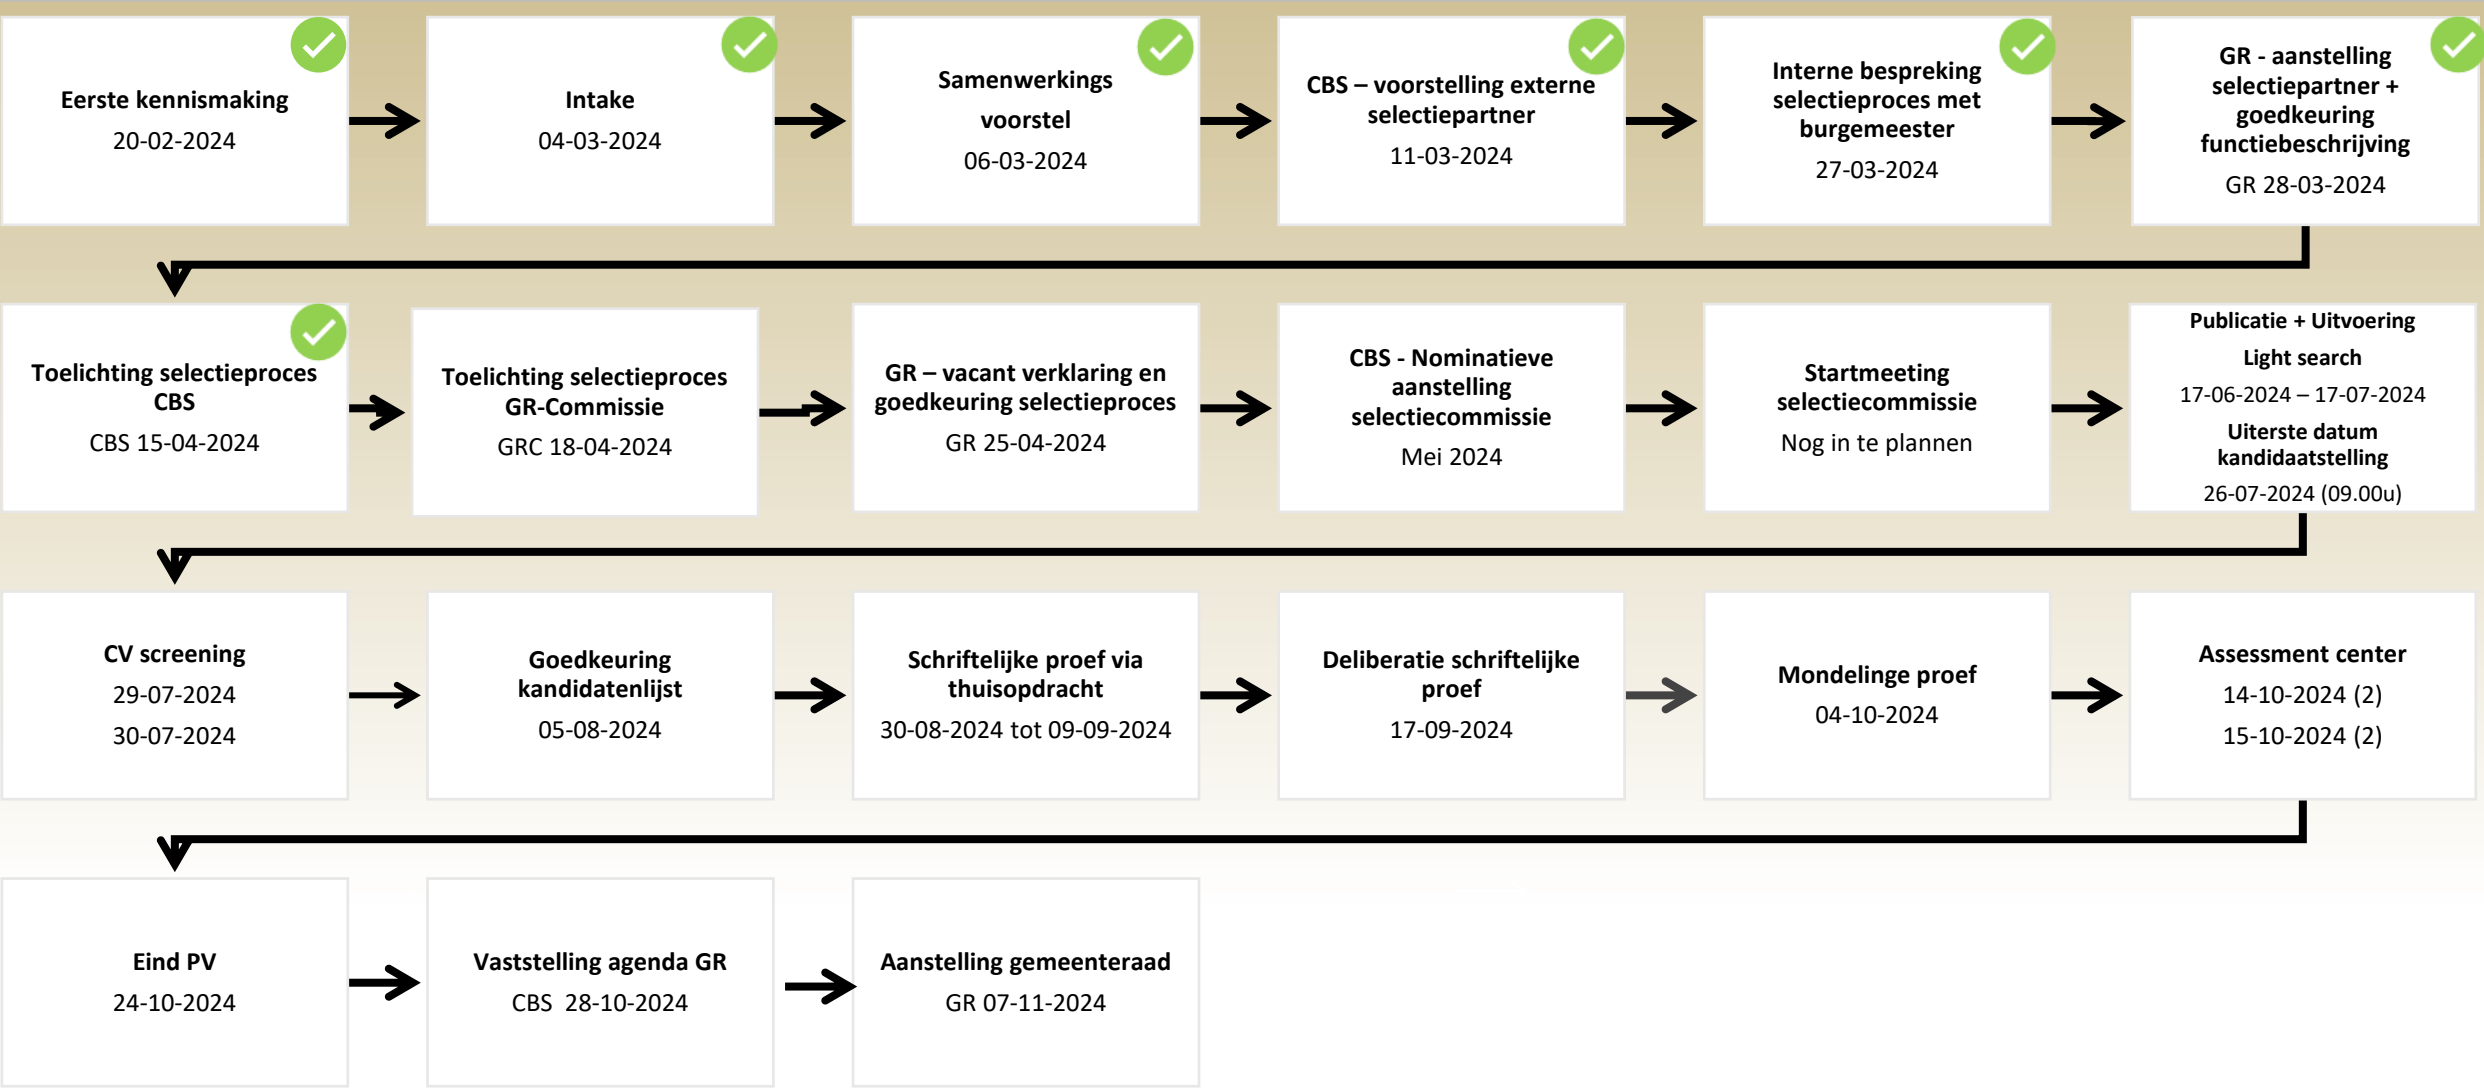 Eerste kennismaking
20-02-2024
Intake
04-03-2024
Samenwerkings
voorstel
06-03-2024
CBS – voorstelling externe
selectiepartner
11-03-2024
Interne bespreking
selectieproces met
burgemeester
27-03-2024
GR - aanstelling
selectiepartner +
goedkeuring
functiebeschrijving
GR 28-03-2024
Toelichting selectieproces
CBS
CBS 15-04-2024
Toelichting selectieproces
GR-Commissie
GRC 18-04-2024
GR – vacant verklaring en
goedkeuring selectieproces
GR 25-04-2024
CBS - Nominatieve
aanstelling
selectiecommissie
Mei 2024
Startmeeting
selectiecommissie
Nog in te plannen
Publicatie + Uitvoering
Light search
17-06-2024 – 17-07-2024
Uiterste datum
kandidaatstelling
26-07-2024 (09.00u)
CV screening
29-07-2024
30-07-2024
Goedkeuring
kandidatenlijst
05-08-2024
Schriftelijke proef via
thuisopdracht
30-08-2024 tot 09-09-2024
Deliberatie schriftelijke
proef
17-09-2024
Mondelinge proef
04-10-2024
Assessment center
14-10-2024 (2)
15-10-2024 (2)
Eind PV
24-10-2024
Vaststelling agenda GR
CBS 28-10-2024
Aanstelling gemeenteraad
GR 07-11-2024